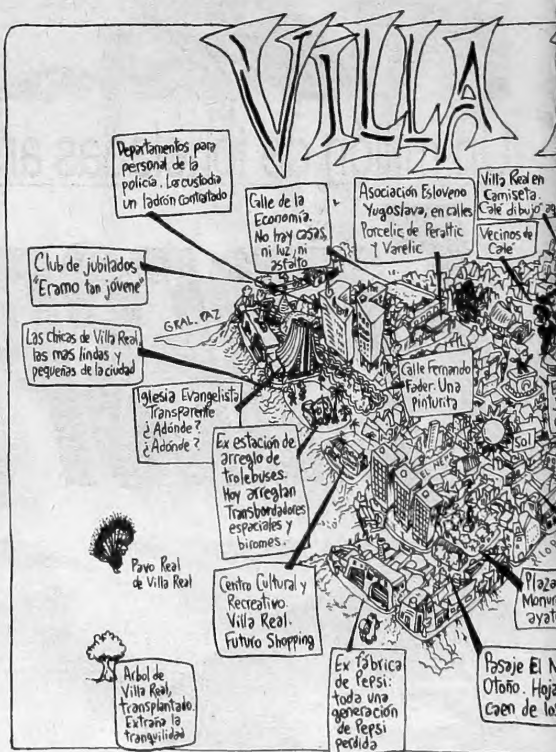 VILLA
Departamentos para
personal de la
policía. Los custodia
un ladrón contratado
Calle de la
Economía.
No hay casas,
ni luz, ni
asfalto
Asociación Esloveno
Yugoslava, en calles
Porcelic de Peraltic
y Varelic
Villa Real en
Camiseta.
Calé dibujó
Vecinos de
Calé
Club de jubilados
"Eramo tan jóvene"
GRAL. PAZ
Las chicas de Villa Real,
las mas lindas y
pequeñas de la ciudad
Iglesia Evangelista
Transparente
¿Adónde?
¿Adónde?
Calle Fernando
Fader. Una
pinturita
Ex estación de
arreglo de
trolebuses.
Hoy arreglan
Transbordadores
espaciales y
biromes.
Sol
Pavo Real
de Villa Real
Centro Cultural y
Recreativo
Villa Real.
Futuro Shopping
Plaza
Monu
ayat
Arbol de
Villa Real,
transplantado.
Extraña la
tranquilidad
Ex fábrica
de Pepsi:
toda una
generación
de Pepsi
perdida
Pasaje El N
Otoño. Hoja
caen de lo